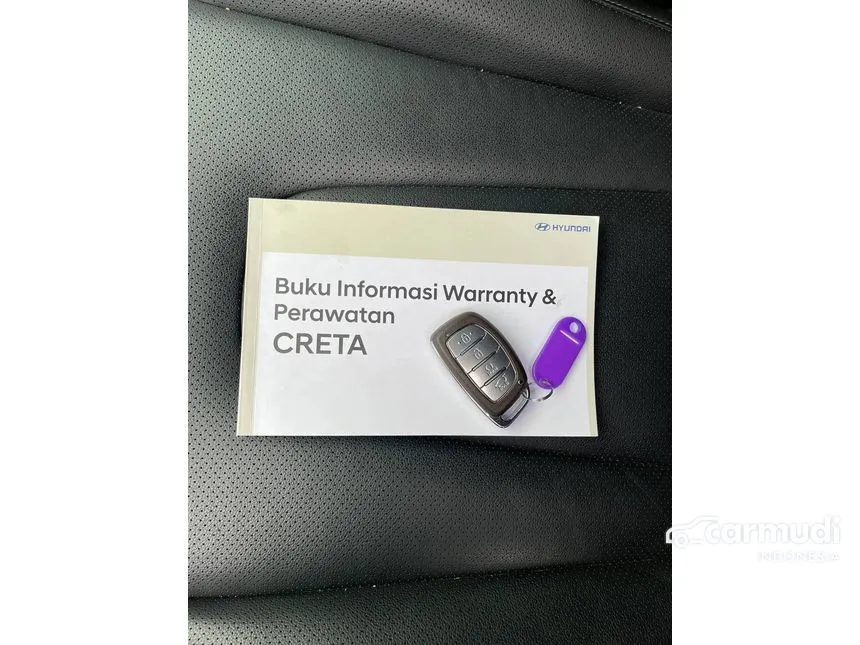 HYUNDAI
Buku Informasi Warranty &
Perawatan
CRETA
carmudi
INDONESIA